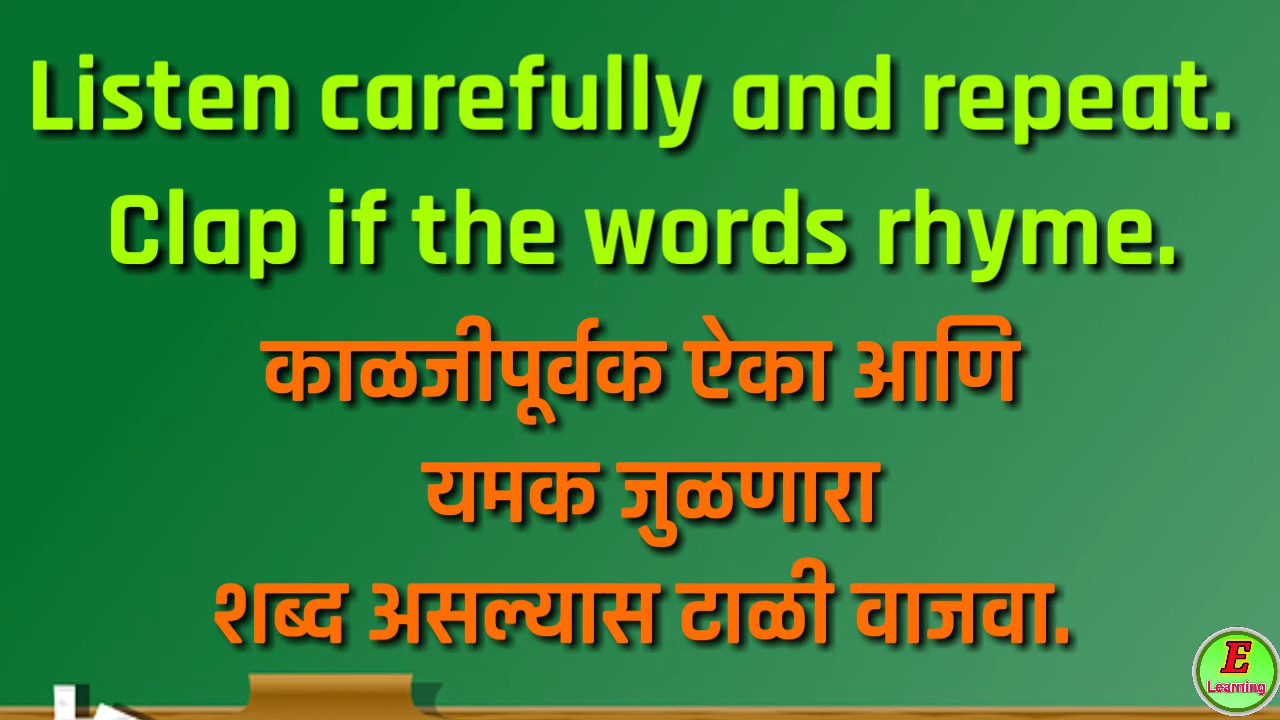 Listen carefully and repeat.
Clap if the words rhyme.
काळजीपूर्वक ऐका आणि
यमक जुळणारा
शब्द असल्यास टाळी वाजवा.
E
Learning